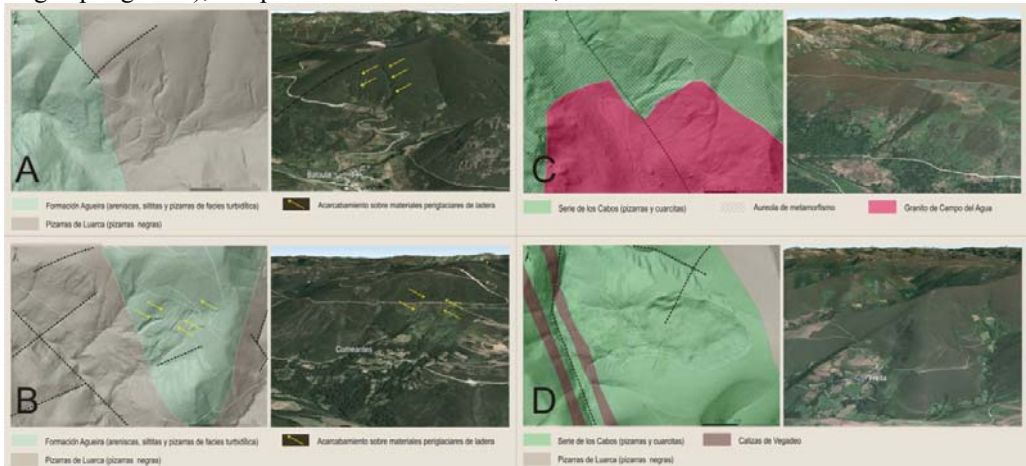 A
Balouta
Formación Agueira (areniscas, siltitas y pizarras de facies turbidítica)
Acarcabamiento sobre materiales periglaciares de ladera
Pizarras de Luarca (pizarras negras)
C
Serie de los Cabos (pizarras y cuarcitas)
Aureola de metamorfismo
Granito de Campo del Agua
B
Formación Agueira (areniscas, siltitas y pizarras de facies turbidítica)
Acarcabamiento sobre materiales periglaciares de ladera
Pizarras de Luarca (pizarras negras)
D
Serie de los Cabos (pizarras y cuarcitas)
Calizas de Vegadeo
Pizarras de Luarca (pizarras negras)